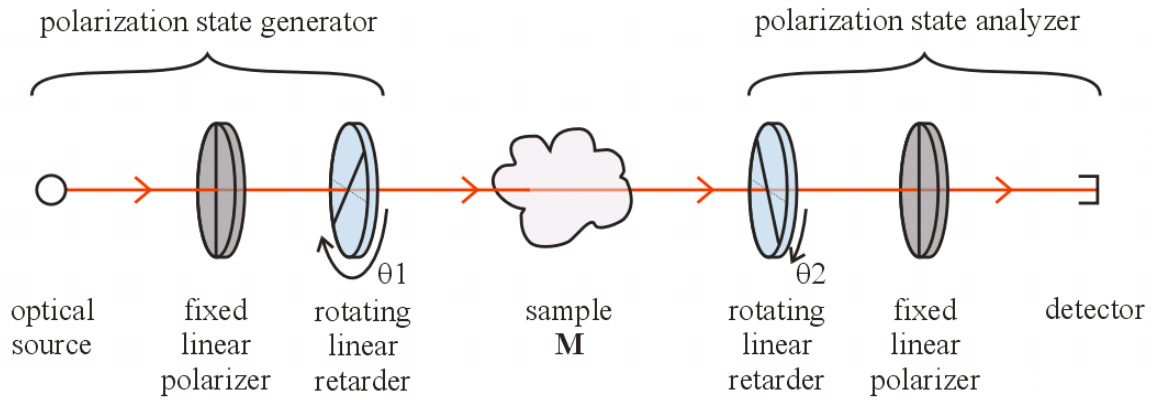 polarization state generator
polarization state analyzer
θ1
θ2
optical
source
fixed
linear
polarizer
rotating
linear
retarder
sample
M
rotating
linear
retarder
fixed
linear
polarizer
detector